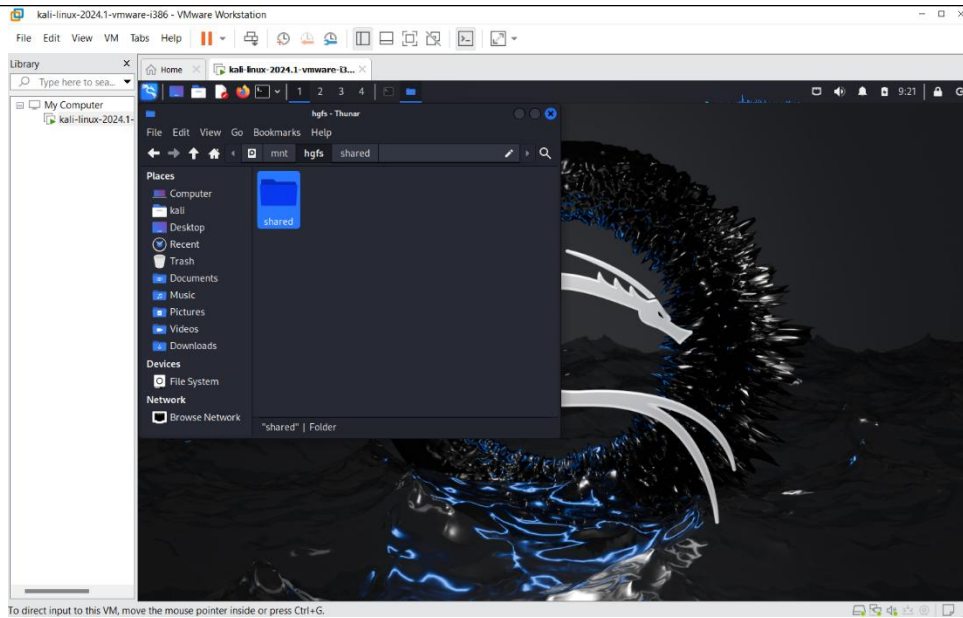 kali-linux-2024.1-vmware-i386 - VMware Workstation
File Edit View VM Tabs Help
Library X
Home X kali-linux-2024.1-vmware-i3... X
Type here to sea...
1 2 3 4 9:21
My Computer
kali-linux-2024.1-
hgfs - Thunar
File Edit View Go Bookmarks Help
mnt hgfs shared
Places
Computer
kali
Desktop
Recent
Trash
Documents
Music
Pictures
Videos
Downloads
Devices
File System
Network
Browse Network
shared
"shared" | Folder
To direct input to this VM, move the mouse pointer inside or press Ctrl+G.